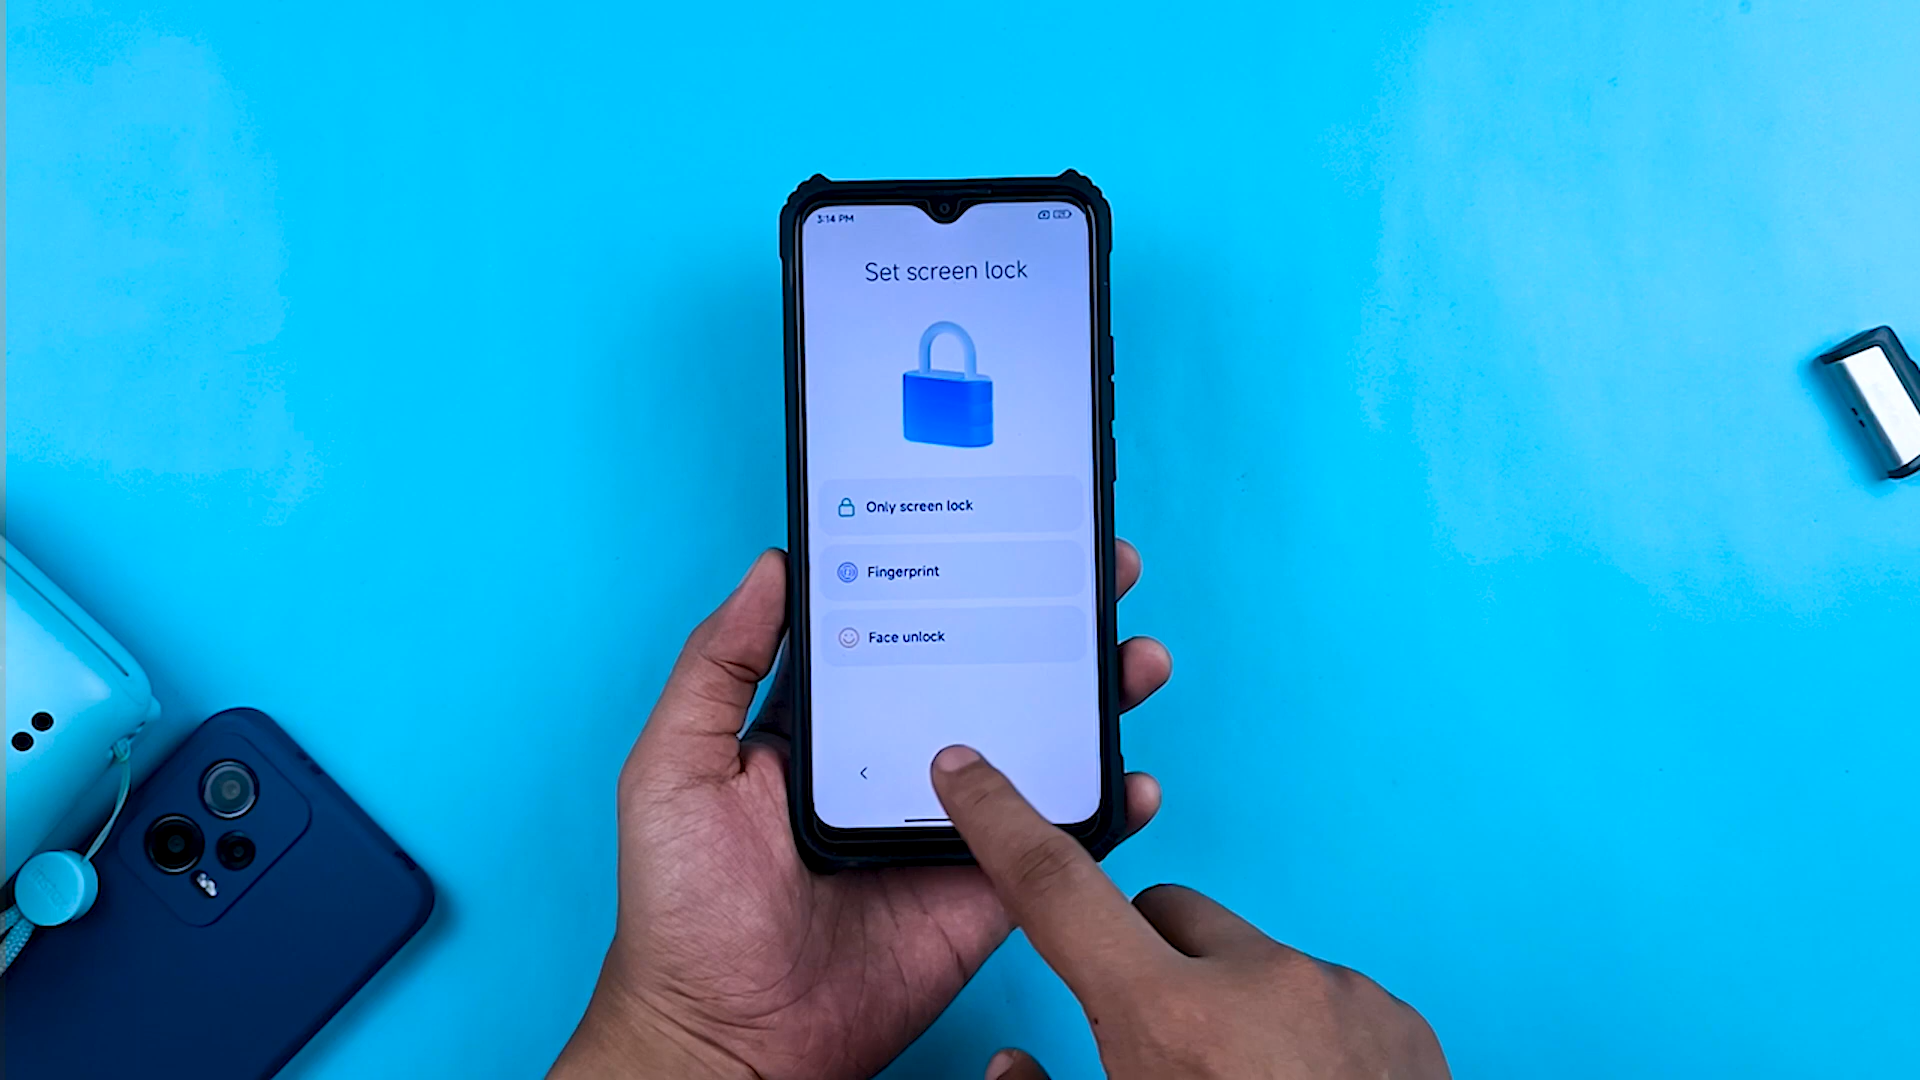 3:14 PM
Set screen lock
Only screen lock
Fingerprint
Face unlock